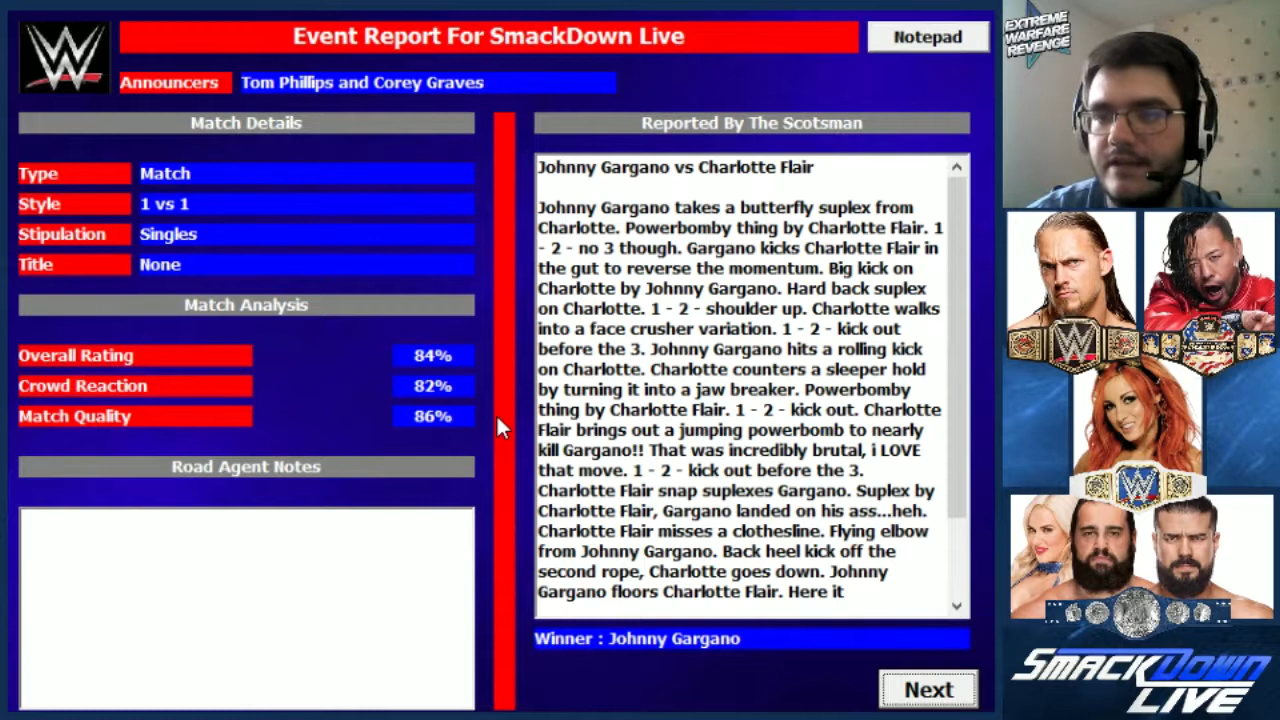 Event Report For SmackDown Live
Notepad
EXTREME
WARFARE
REVENGE
Announcers
Tom Phillips and Corey Graves
Match Details
Reported By The Scotsman
Type
Match
Style
1 vs 1
Stipulation
Singles
Title
None
Match Analysis
Overall Rating
84%
Crowd Reaction
82%
Match Quality
86%
Road Agent Notes
Johnny Gargano vs Charlotte Flair
Johnny Gargano takes a butterfly suplex from
Charlotte. Powerbomby thing by Charlotte Flair. 1
- 2 - no 3 though. Gargano kicks Charlotte Flair in
the gut to reverse the momentum. Big kick on
Charlotte by Johnny Gargano. Hard back suplex
on Charlotte. 1 - 2 - shoulder up. Charlotte walks
into a face crusher variation. 1 - 2 - kick out
before the 3. Johnny Gargano hits a rolling kick
on Charlotte. Charlotte counters a sleeper hold
by turning it into a jaw breaker. Powerbomby
thing by Charlotte Flair. 1 - 2 - kick out. Charlotte
Flair brings out a jumping powerbomb to nearly
kill Gargano!! That was incredibly brutal, i LOVE
that move. 1 - 2 - kick out before the 3.
Charlotte Flair snap suplexes Gargano. Suplex by
Charlotte Flair, Gargano landed on his ass...heh.
Charlotte Flair misses a clothesline. Flying elbow
from Johnny Gargano. Back heel kick off the
second rope, Charlotte goes down. Johnny
Gargano floors Charlotte Flair. Here it
Winner : Johnny Gargano
Next
SMACKDOWN
LIVE